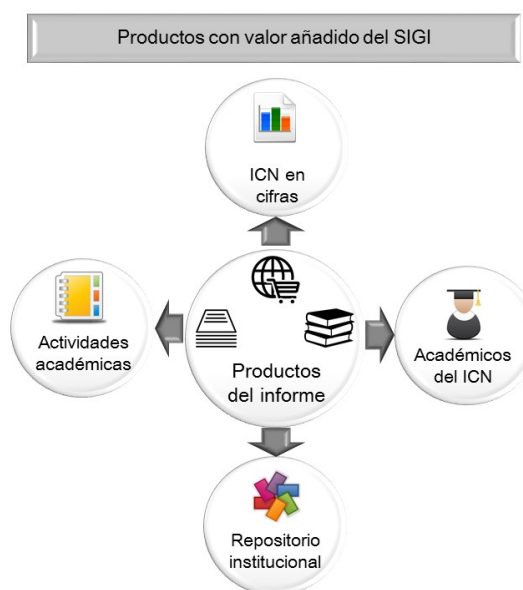 Productos con valor añadido del SIGI
ICN en
cifras
Actividades
académicas
Productos
del informe
Académicos
del ICN
Repositorio
institucional